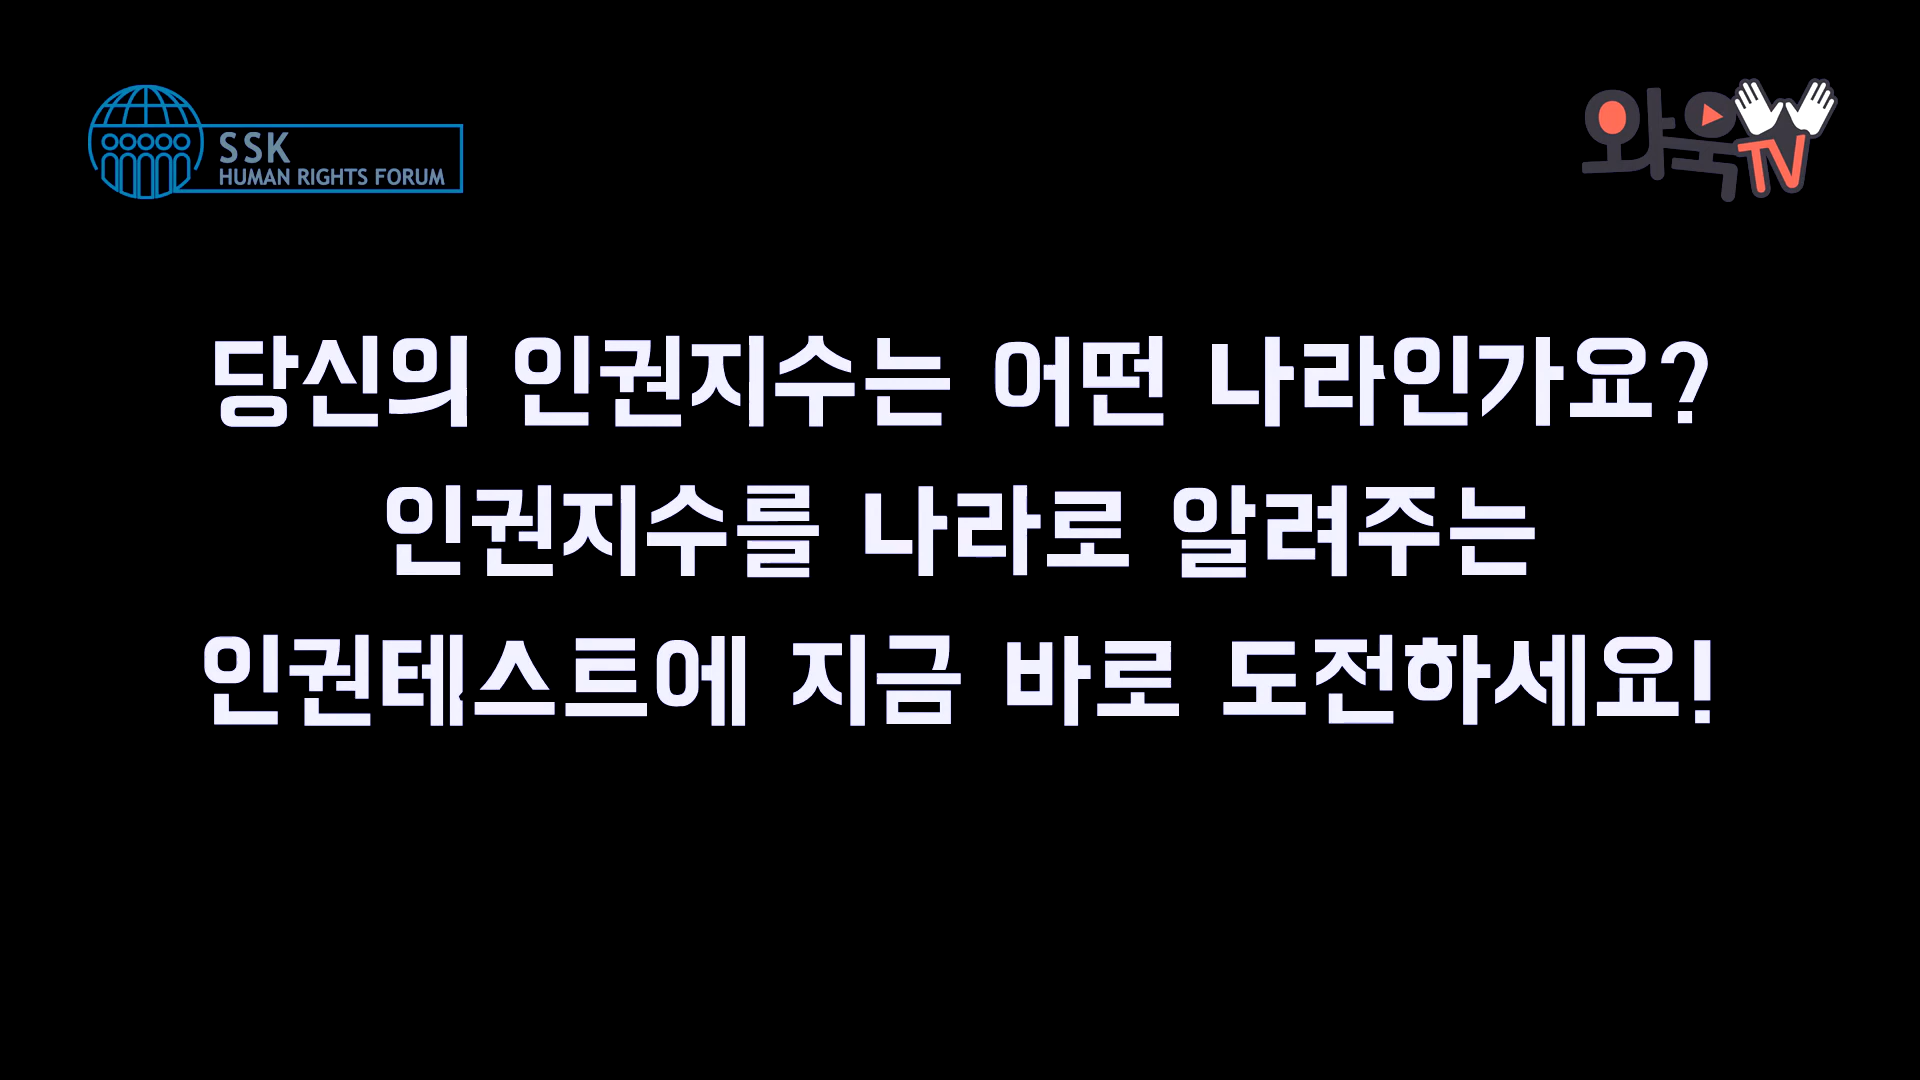 SSK
HUMAN RIGHTS FORUM
와욱TV
당신의 인권지수는 어떤 나라인가요?
인권지수를 나라로 알려주는
인권테스트에 지금 바로 도전하세요!